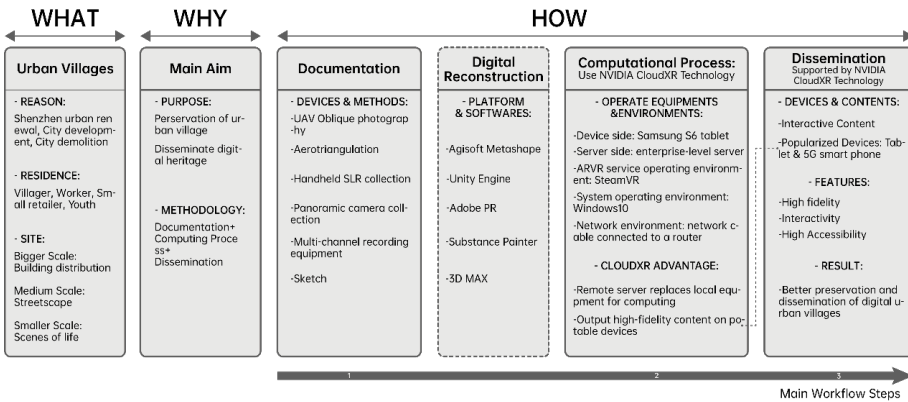 WHAT
WHY
HOW
Urban Villages
- REASON:
Shenzhen urban ren
ewal, City developm-
ent, City demolition
- RESIDENCE:
Villager, Worker, Sm-
all retailer, Youth
- SITE:
Bigger Scale:
Building distribution
Medium Scale:
Streetscape
Smaller Scale:
Scenes of life
Main Aim
- PURPOSE:
Perservation of ur-
ban village
Disseminate digit-
al heritage
- METHODOLOGY:
Documentation+
Computing Proce
ss+
Dissemination
Documentation
- DEVICES & METHODS:
-UAV Oblique photograp
-hy
-Aerotriangulation
-Handheld SLR collection
-Panoramic camera coll-
ection
-Multi-channel recording
equipment
-Sketch
Digital
Reconstruction
- PLATFORM
& SOFTWARES:
-Agisoft Metashape
-Unity Engine
-Adobe PR
-Substance Painter
-3D MAX
Computational Process:
Use NVIDIA CloudXR Technology
- OPERATE EQUIPMENTS
&ENVIRONMENTS:
-Device side: Samsung S6 tablet
-Server side: enterprise-level server
-ARVR service operating environm-
ent: SteamVR
-System operating environment:
Windows10
-Network environment: network c-
able connected to a router
- CLOUDXR ADVANTAGE:
-Remote server replaces local equ-
pment for computing
-Output high-fidelity content on po-
table devices
Dissemination
Supported by NVIDIA
CloudXR Technology
- DEVICES & CONTENTS:
-Interactive Content
-Popularized Devices: Tab-
let & 5G smart phone
- FEATURES:
-High fidelity
-Interactivity
-High Accessibility
- RESULT:
-Better preservation and
dissemination of digital u-
rban villages
1
2
3
Main Workflow Steps